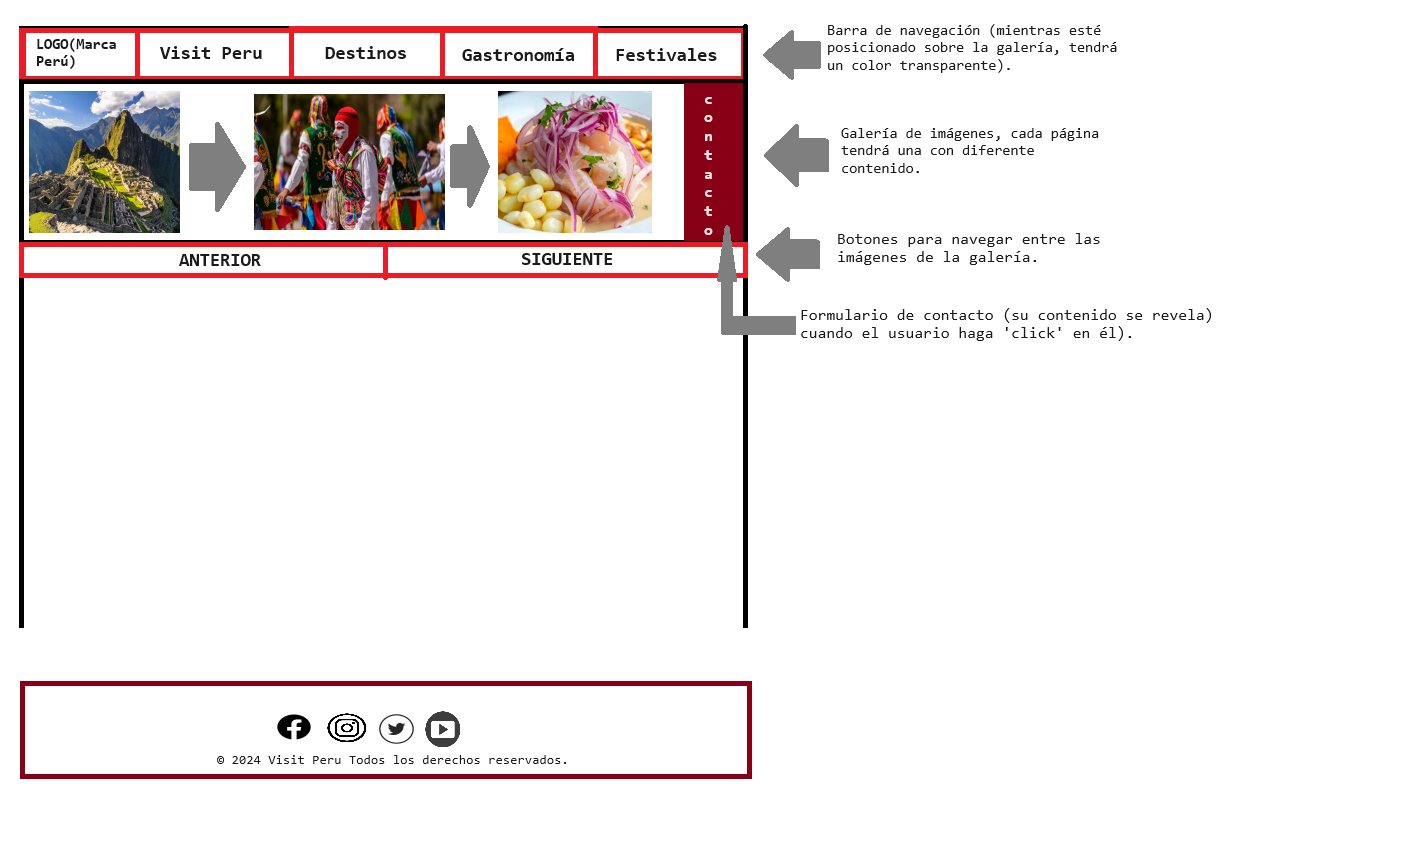 LOGO(Marca
Perú)
Visit Peru
Destinos
Gastronomía
Festivales
Barra de navegación (mientras esté
posicionado sobre la galería, tendrá
un color transparente).
contacto
Galería de imágenes, cada página
tendrá una con diferente
contenido.
ANTERIOR
SIGUIENTE
Botones para navegar entre las
imágenes de la galería.
Formulario de contacto (su contenido se revela)
cuando el usuario haga 'click' en él).
© 2024 Visit Peru Todos los derechos reservados.